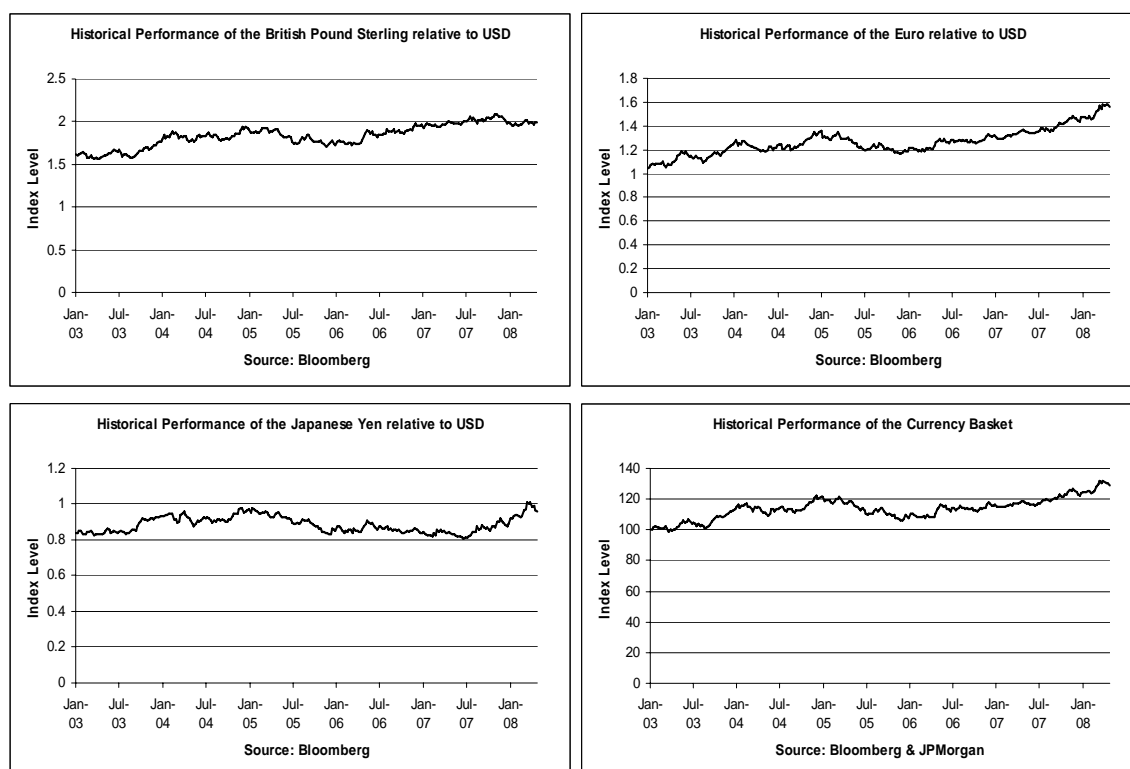 Historical Performance of the British Pound Sterling relative to USD
2.5
2
1.5
1
0.5
0
Index Level
Jan- Jul- Jan- Jul- Jan- Jul- Jan- Jul- Jan- Jul- Jan-
03 03 04 04 05 05 06 06 07 07 08
Source: Bloomberg
Historical Performance of the Euro relative to USD
1.8
1.6
1.4
1.2
1
0.8
0.6
0.4
0.2
0
Index Level
Jan- Jul- Jan- Jul- Jan- Jul- Jan- Jul- Jan- Jul- Jan-
03 03 04 04 05 05 06 06 07 07 08
Source: Bloomberg
Historical Performance of the Japanese Yen relative to USD
1.2
1
0.8
0.6
0.4
0.2
0
Index Level
Jan- Jul- Jan- Jul- Jan- Jul- Jan- Jul- Jan- Jul- Jan-
03 03 04 04 05 05 06 06 07 07 08
Source: Bloomberg
Historical Performance of the Currency Basket
140
120
100
80
60
40
20
0
Index Level
Jan- Jul- Jan- Jul- Jan- Jul- Jan- Jul- Jan- Jul- Jan-
03 03 04 04 05 05 06 06 07 07 08
Source: Bloomberg & JPMorgan